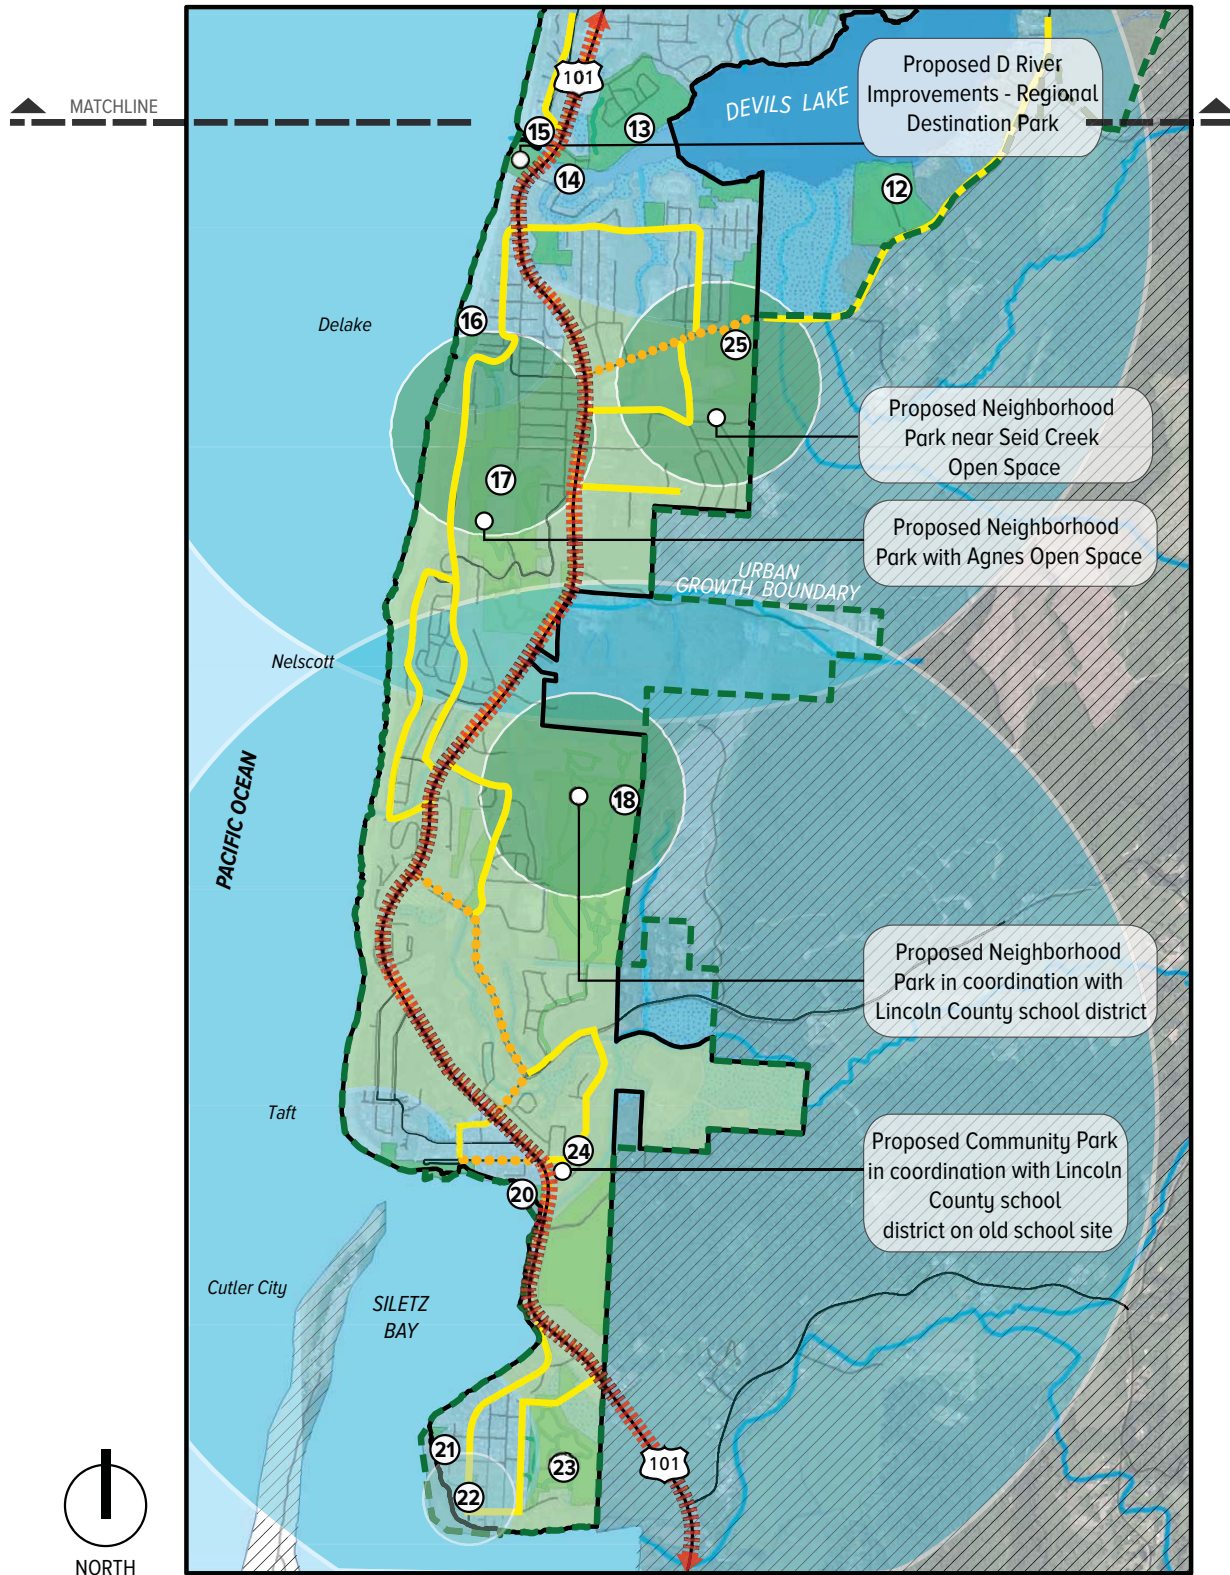 101
MATCHLINE
DEVILS LAKE
Proposed D River
Improvements - Regional
Destination Park
15
13
14
12
16
Delake
25
Proposed Neighborhood
Park near Seid Creek
Open Space
17
Proposed Neighborhood
Park with Agnes Open Space
URBAN
GROWTH BOUNDARY
Nelscott
PACIFIC OCEAN
18
Proposed Neighborhood
Park in coordination with
Lincoln County school district
Taft
24
Proposed Community Park
in coordination with Lincoln
County school
district on old school site
20
Cutler City
SILETZ
BAY
21
22
23
101
NORTH